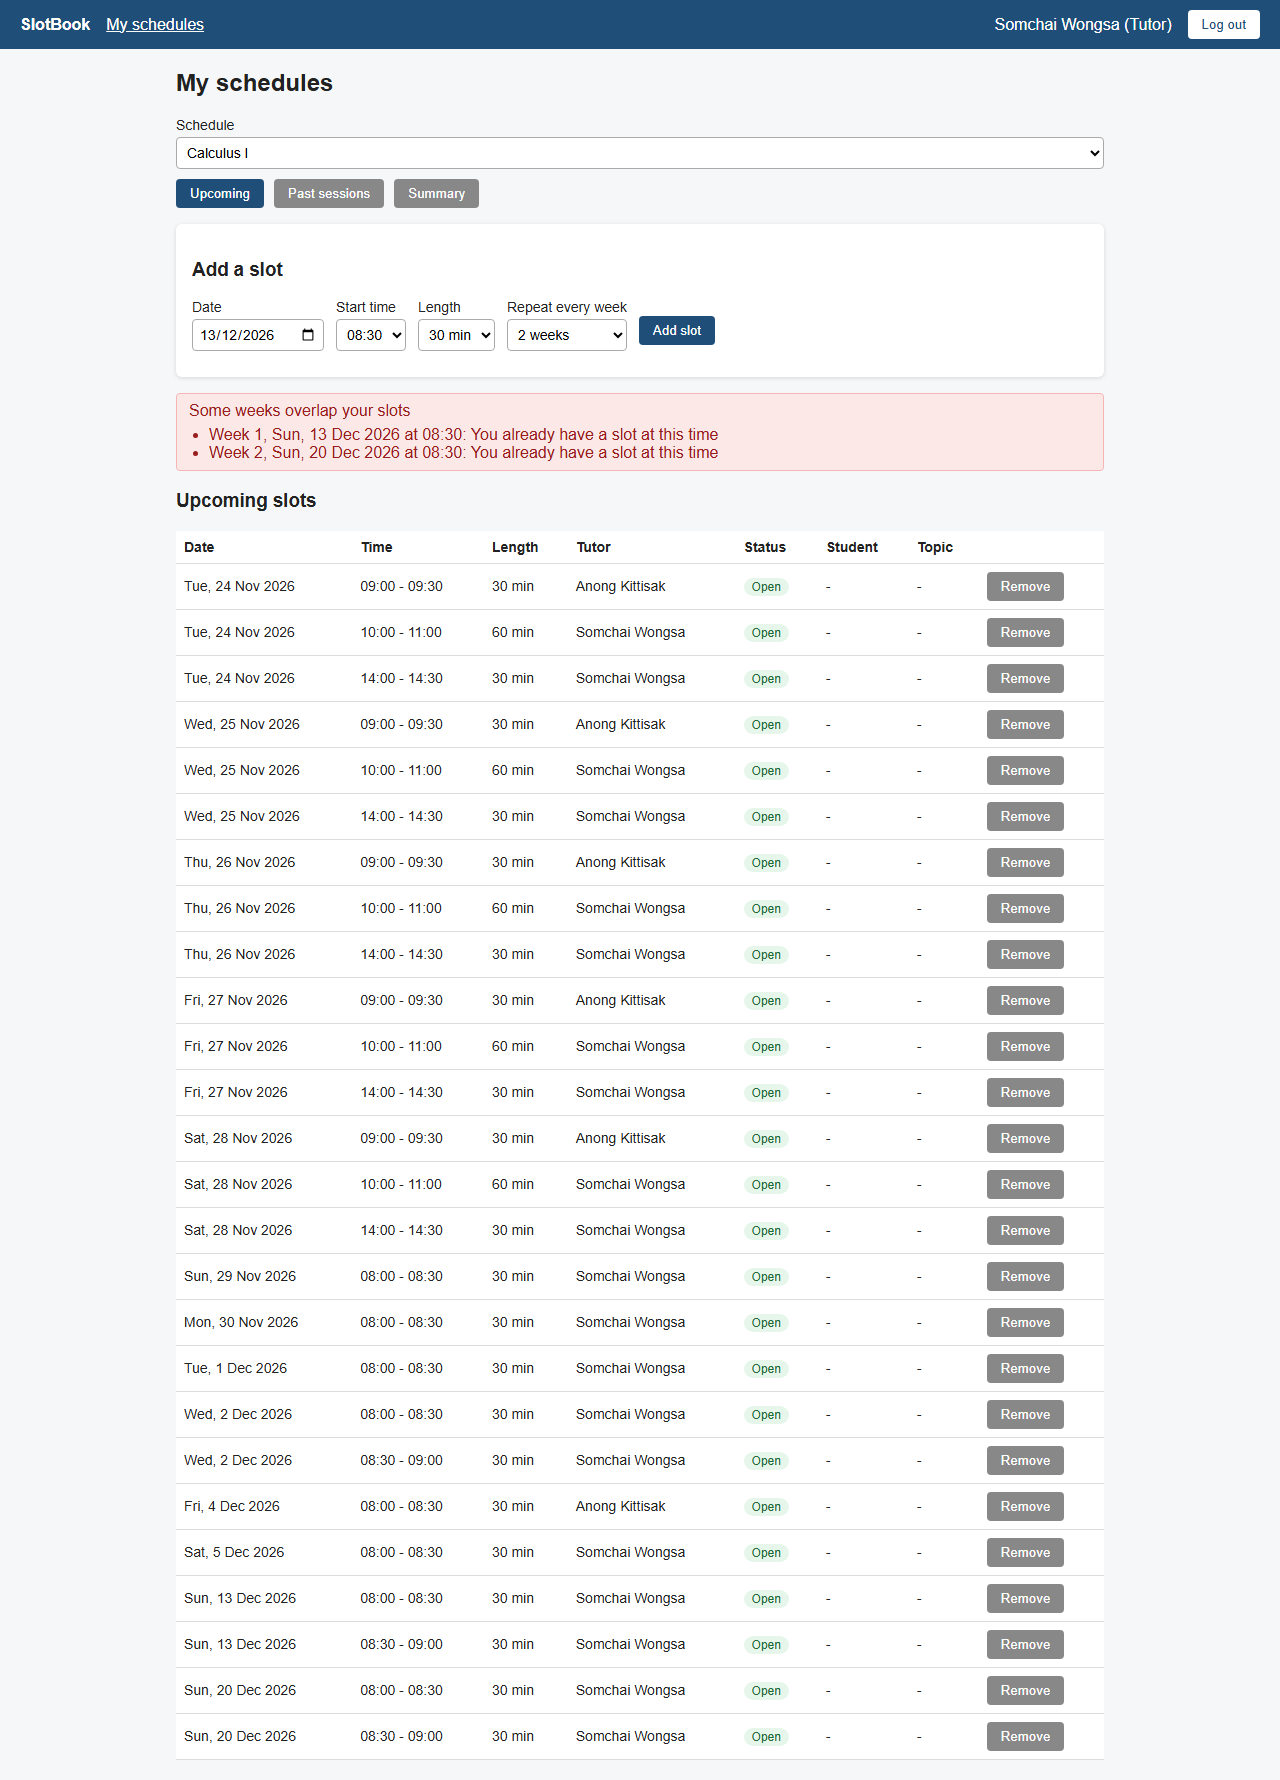 SlotBook My schedules Somchai Wongsa (Tutor) Log out
My schedules
Schedule
Calculus I
Upcoming Past sessions Summary
Add a slot
Date Start time Length Repeat every week
13/12/2026 08:30 30 min 2 weeks Add slot
Some weeks overlap your slots
• Week 1, Sun, 13 Dec 2026 at 08:30: You already have a slot at this time
• Week 2, Sun, 20 Dec 2026 at 08:30: You already have a slot at this time
Upcoming slots
Date Time Length Tutor Status Student Topic
Tue, 24 Nov 2026 09:00 - 09:30 30 min Anong Kittisak Open - - Remove
Tue, 24 Nov 2026 10:00 - 11:00 60 min Somchai Wongsa Open - - Remove
Tue, 24 Nov 2026 14:00 - 14:30 30 min Somchai Wongsa Open - - Remove
Wed, 25 Nov 2026 09:00 - 09:30 30 min Anong Kittisak Open - - Remove
Wed, 25 Nov 2026 10:00 - 11:00 60 min Somchai Wongsa Open - - Remove
Wed, 25 Nov 2026 14:00 - 14:30 30 min Somchai Wongsa Open - - Remove
Thu, 26 Nov 2026 09:00 - 09:30 30 min Anong Kittisak Open - - Remove
Thu, 26 Nov 2026 10:00 - 11:00 60 min Somchai Wongsa Open - - Remove
Thu, 26 Nov 2026 14:00 - 14:30 30 min Somchai Wongsa Open - - Remove
Fri, 27 Nov 2026 09:00 - 09:30 30 min Anong Kittisak Open - - Remove
Fri, 27 Nov 2026 10:00 - 11:00 60 min Somchai Wongsa Open - - Remove
Fri, 27 Nov 2026 14:00 - 14:30 30 min Somchai Wongsa Open - - Remove
Sat, 28 Nov 2026 09:00 - 09:30 30 min Anong Kittisak Open - - Remove
Sat, 28 Nov 2026 10:00 - 11:00 60 min Somchai Wongsa Open - - Remove
Sat, 28 Nov 2026 14:00 - 14:30 30 min Somchai Wongsa Open - - Remove
Sun, 29 Nov 2026 08:00 - 08:30 30 min Somchai Wongsa Open - - Remove
Mon, 30 Nov 2026 08:00 - 08:30 30 min Somchai Wongsa Open - - Remove
Tue, 1 Dec 2026 08:00 - 08:30 30 min Somchai Wongsa Open - - Remove
Wed, 2 Dec 2026 08:00 - 08:30 30 min Somchai Wongsa Open - - Remove
Wed, 2 Dec 2026 08:30 - 09:00 30 min Somchai Wongsa Open - - Remove
Fri, 4 Dec 2026 08:00 - 08:30 30 min Anong Kittisak Open - - Remove
Sat, 5 Dec 2026 08:00 - 08:30 30 min Somchai Wongsa Open - - Remove
Sun, 13 Dec 2026 08:00 - 08:30 30 min Somchai Wongsa Open - - Remove
Sun, 13 Dec 2026 08:30 - 09:00 30 min Somchai Wongsa Open - - Remove
Sun, 20 Dec 2026 08:00 - 08:30 30 min Somchai Wongsa Open - - Remove
Sun, 20 Dec 2026 08:30 - 09:00 30 min Somchai Wongsa Open - - Remove